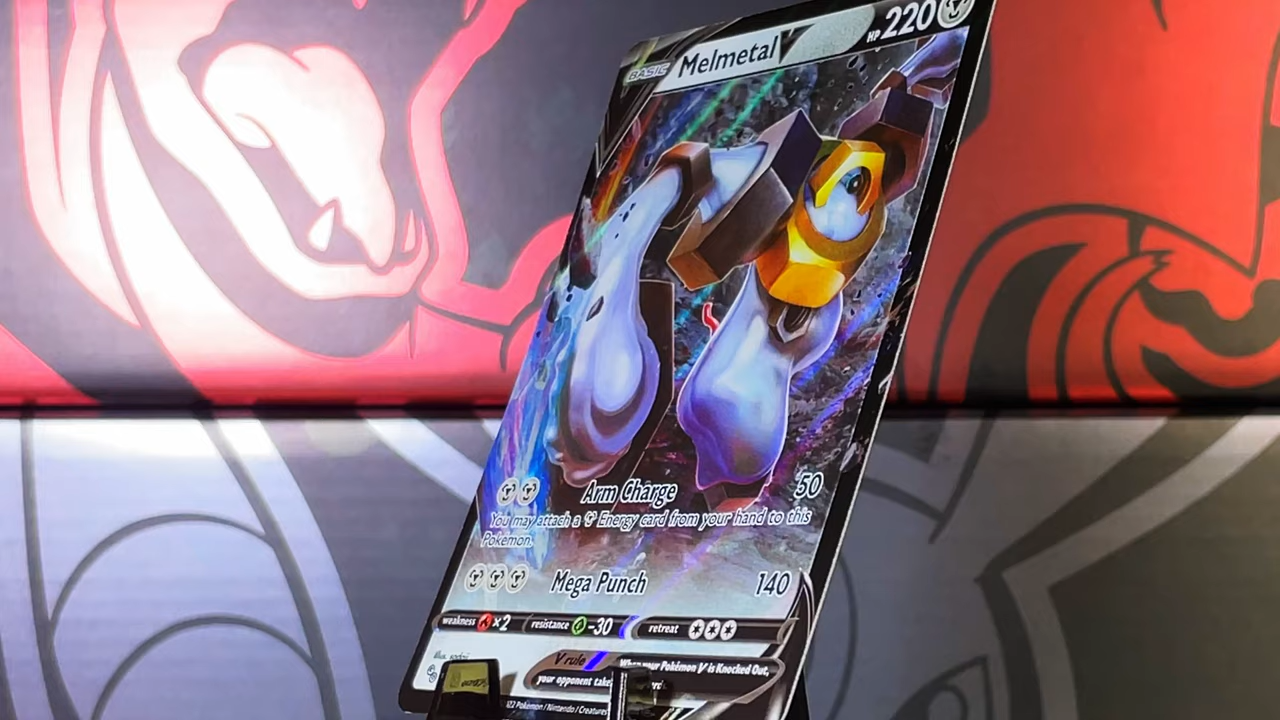 BASIC Melmetal V HP 220
Arm Charge 50
You may attach a Energy card from your hand to this
Pokémon.
Mega Punch 140
weakness ×2 resistance -30 retreat
V rule When your Pokémon V is Knocked Out,
your opponent
Pokémon / Nintendo / Creatures